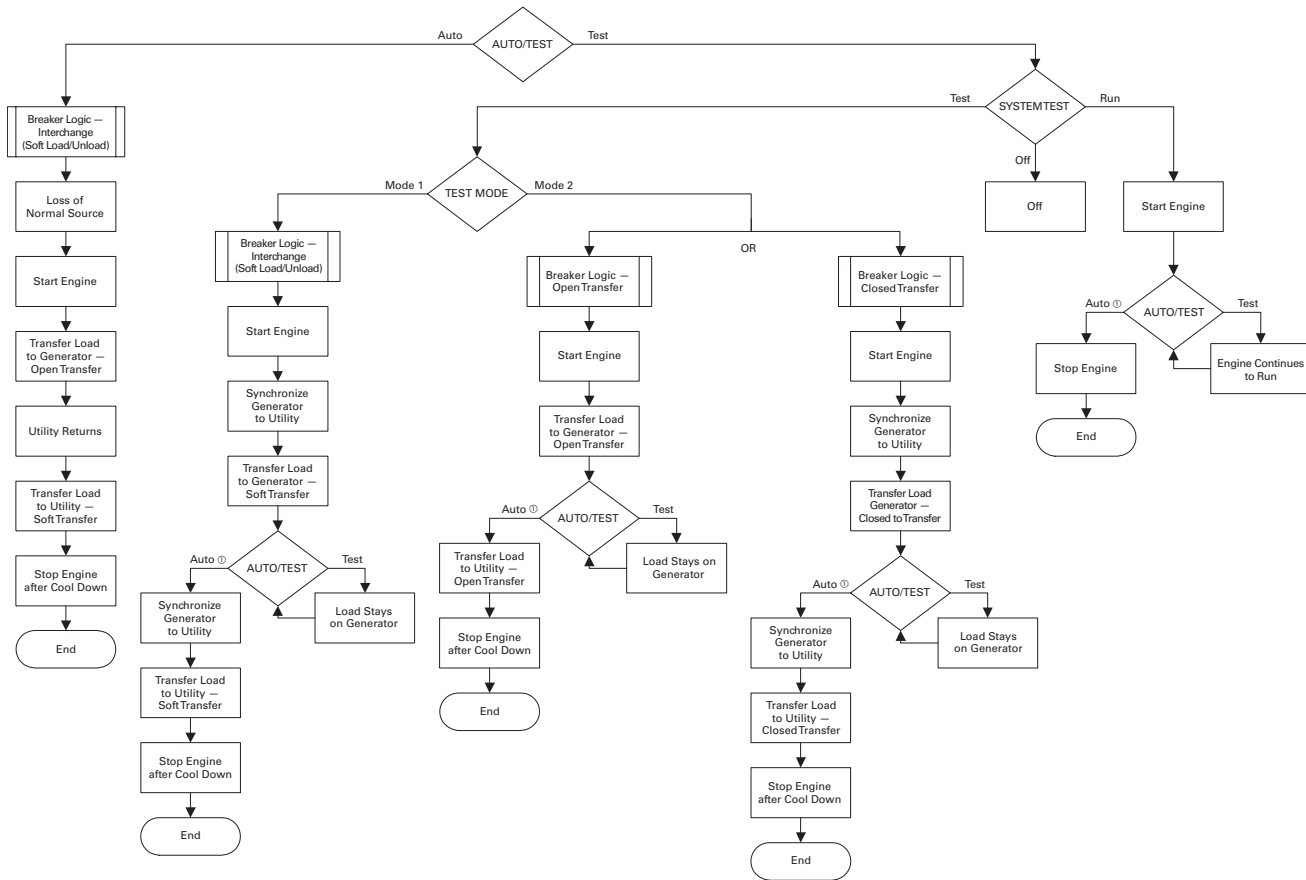 Auto
AUTO/TEST
Test
Breaker Logic —
Interchange
(Soft Load/Unload)
Loss of
Normal Source
Start Engine
Transfer Load
to Generator —
Open Transfer
Utility Returns
Transfer Load
to Utility —
Soft Transfer
Stop Engine
after Cool Down
End
Test
SYSTEM TEST
Run
Off
Off
Mode 1
TEST MODE
Mode 2
OR
Breaker Logic —
Interchange
(Soft Load/Unload)
Start Engine
Synchronize
Generator
to Utility
Transfer Load
to Generator —
Soft Transfer
Auto ①
AUTO/TEST
Test
Load Stays
on Generator
Synchronize
Generator
to Utility
Transfer Load
to Utility —
Soft Transfer
Stop Engine
after Cool Down
End
Breaker Logic —
Open Transfer
Start Engine
Transfer Load
to Generator —
Open Transfer
Auto ①
AUTO/TEST
Test
Load Stays on
Generator
Transfer Load
to Utility —
Open Transfer
Stop Engine
after Cool Down
End
Breaker Logic —
Closed Transfer
Start Engine
Synchronize
Generator
to Utility
Transfer Load
Generator —
Closed to Transfer
Auto ①
AUTO/TEST
Test
Load Stays
on Generator
Synchronize
Generator
to Utility
Transfer Load
to Utility —
Closed Transfer
Stop Engine
after Cool Down
End
Start Engine
Auto ①
AUTO/TEST
Test
Stop Engine
Engine Continues
to Run
End